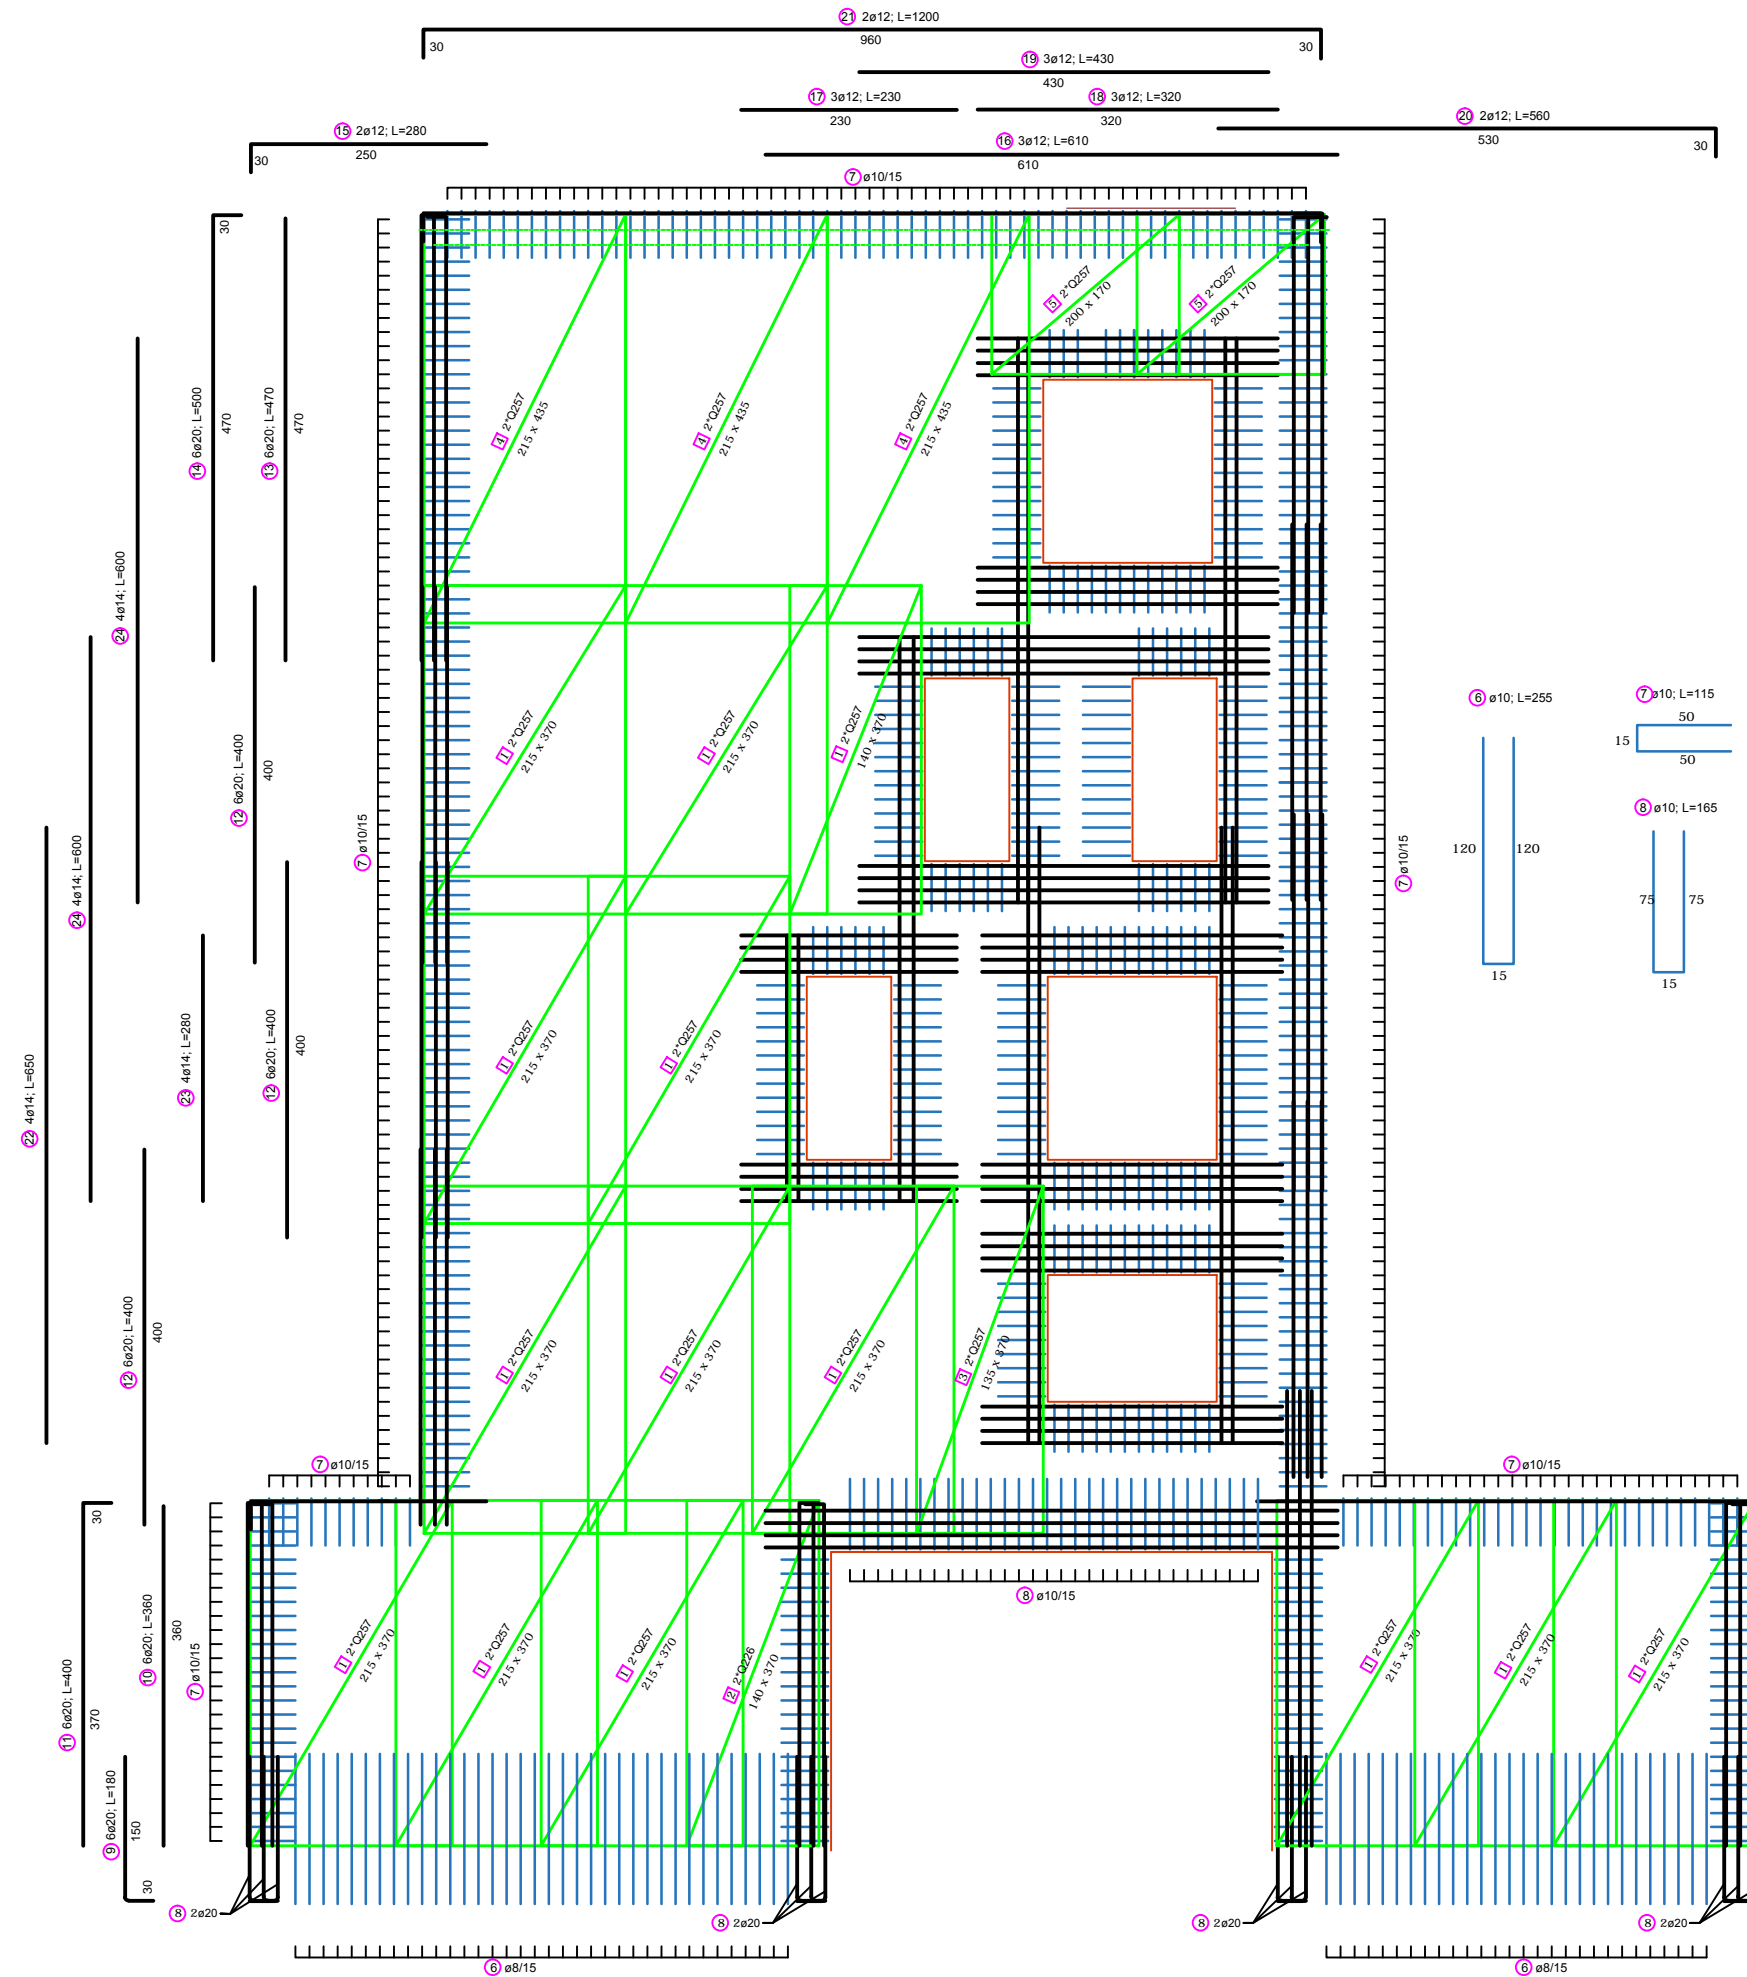 21 2ø12; L=1200
30 960 30
19 3ø12; L=430
430
17 3ø12; L=230
230
18 3ø12; L=320
320
20 2ø12; L=560
530 30
15 2ø12; L=280
30 250
16 3ø12; L=610
610
7 ø10/15
14 6ø20; L=500
30
470
13 6ø20; L=470
470
24 4ø14; L=600
24 4ø14; L=600
12 6ø20; L=400
400
7 ø10/15
22 4ø14; L=650
23 4ø14; L=280
12 6ø20; L=400
400
12 6ø20; L=400
400
5 2*Q257
200 x 170
5 2*Q257
200 x 170
4 2*Q257
215 x 435
4 2*Q257
215 x 435
4 2*Q257
215 x 435
1 2*Q257
215 x 370
1 2*Q257
215 x 370
1 2*Q257
140 x 370
1 2*Q257
215 x 370
1 2*Q257
215 x 370
1 2*Q257
215 x 370
1 2*Q257
215 x 370
1 2*Q257
215 x 370
3 2*Q257
135 x 370
7 ø10/15
6 ø10; L=255
120 120
15
7 ø10; L=115
50
15
50
8 ø10; L=165
75 75
15
7 ø10/15
7 ø10/15
8 ø10/15
11 6ø20; L=400
30
370
10 6ø20; L=360
360
7 ø10/15
9 6ø20; L=180
150
30
1 2*Q257
215 x 370
1 2*Q257
215 x 370
1 2*Q257
215 x 370
2 2*Q226
140 x 370
1 2*Q257
215 x 370
1 2*Q257
215 x 370
1 2*Q257
215 x 370
8 2ø20
8 2ø20
8 2ø20
8 2ø20
6 ø8/15
6 ø8/15